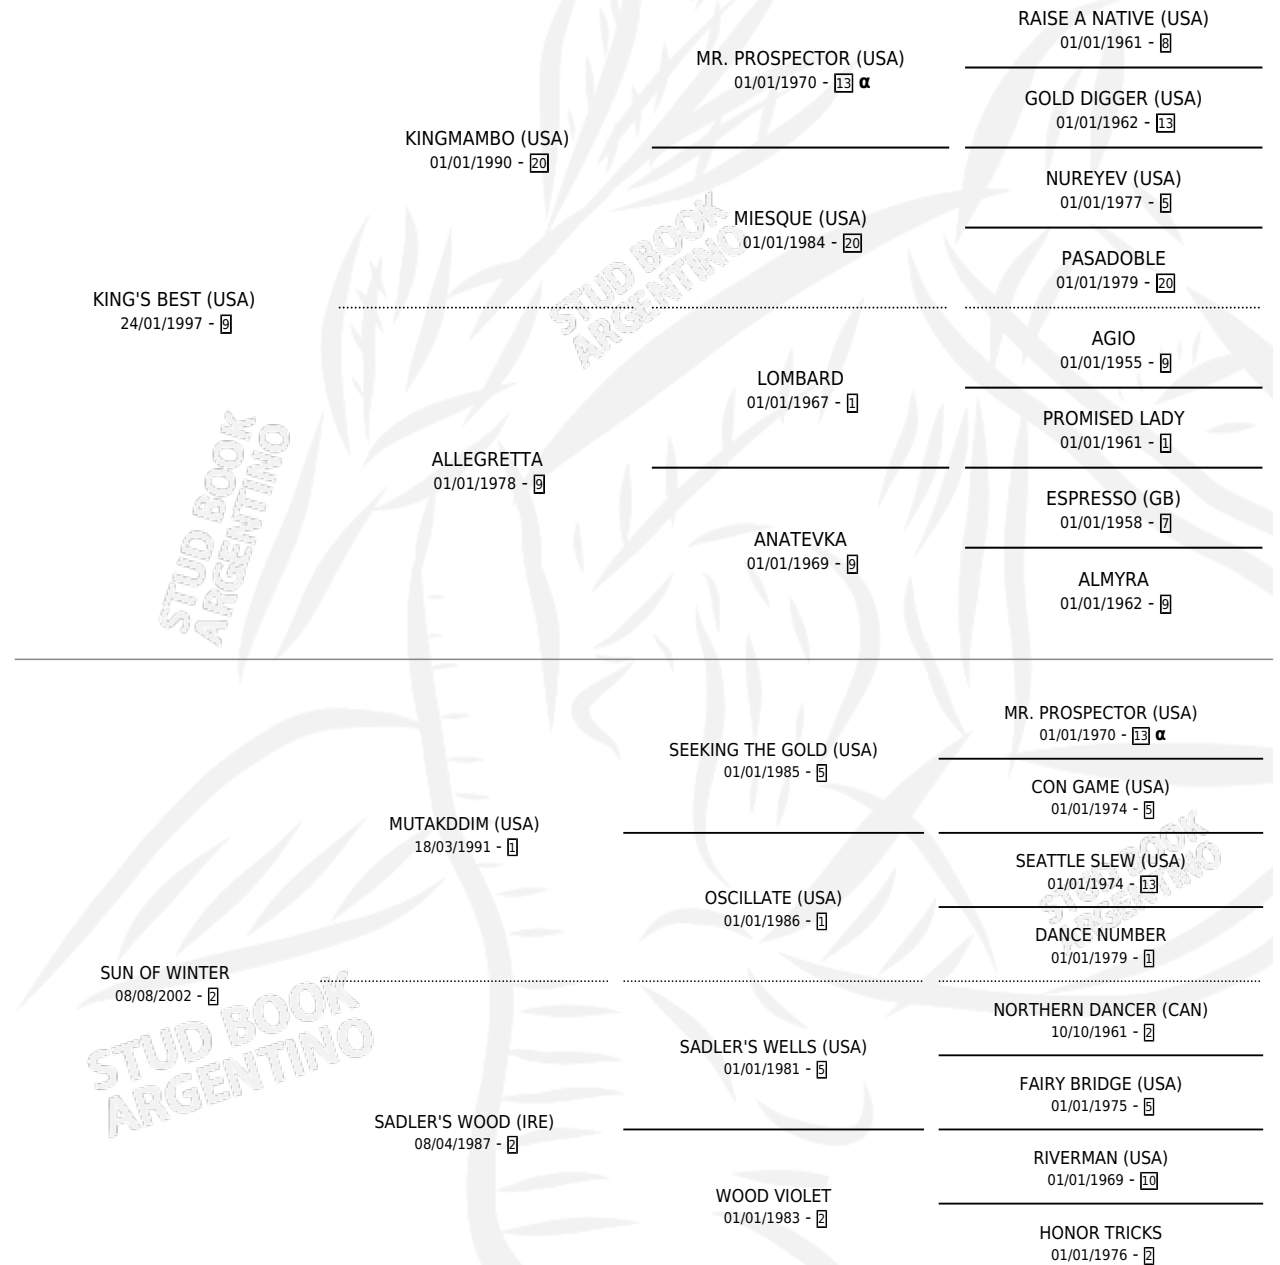 RAISE A NATIVE (USA)
01/01/1961 - 8
MR. PROSPECTOR (USA)
01/01/1970 - 13 α
GOLD DIGGER (USA)
01/01/1962 - 13
KINGMAMBO (USA)
01/01/1990 - 20
NUREYEV (USA)
01/01/1977 - 5
MIESQUE (USA)
01/01/1984 - 20
PASADOBLE
01/01/1979 - 20
KING'S BEST (USA)
24/01/1997 - 9
AGIO
01/01/1955 - 9
LOMBARD
01/01/1967 - 1
PROMISED LADY
01/01/1961 - 1
ALLEGRETTA
01/01/1978 - 9
ESPRESSO (GB)
01/01/1958 - 7
ANATEVKA
01/01/1969 - 9
ALMYRA
01/01/1962 - 9
MR. PROSPECTOR (USA)
01/01/1970 - 13 α
SEEKING THE GOLD (USA)
01/01/1985 - 5
CON GAME (USA)
01/01/1974 - 5
MUTAKDDIM (USA)
18/03/1991 - 1
SEATTLE SLEW (USA)
01/01/1974 - 13
OSCILLATE (USA)
01/01/1986 - 1
DANCE NUMBER
01/01/1979 - 1
SUN OF WINTER
08/08/2002 - 2
NORTHERN DANCER (CAN)
10/10/1961 - 2
SADLER'S WELLS (USA)
01/01/1981 - 5
FAIRY BRIDGE (USA)
01/01/1975 - 5
SADLER'S WOOD (IRE)
08/04/1987 - 2
RIVERMAN (USA)
01/01/1969 - 10
WOOD VIOLET
01/01/1983 - 2
HONOR TRICKS
01/01/1976 - 2
STUD BOOK
ARGENTINO
STUD BOOK
ARGENTINO
STUD BOOK
ARGENTINO
STUD BOOK
ARGENTINO